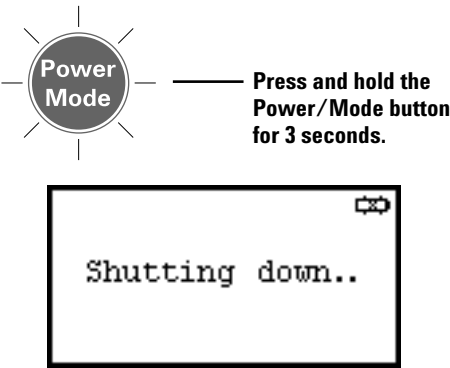 Power
Mode
Press and hold the
Power/Mode button
for 3 seconds.
Shutting down..